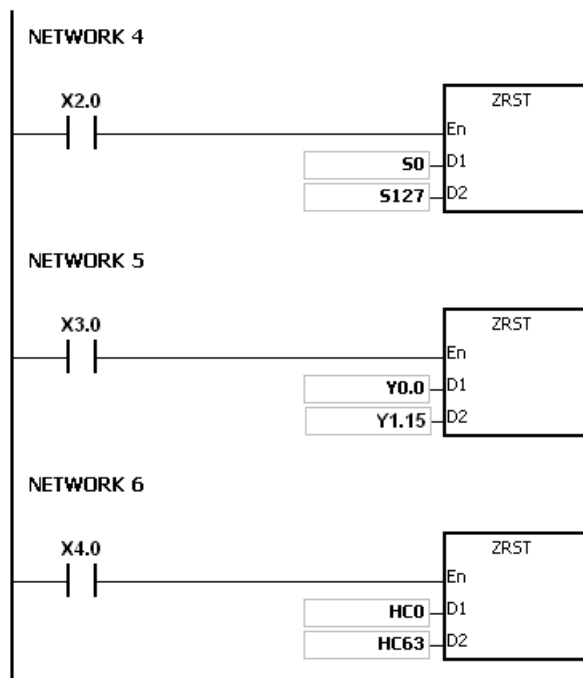 NETWORK 4
X2.0
ZRST
En
S0 D1
S127 D2
NETWORK 5
X3.0
ZRST
En
Y0.0 D1
Y1.15 D2
NETWORK 6
X4.0
ZRST
En
HC0 D1
HC63 D2